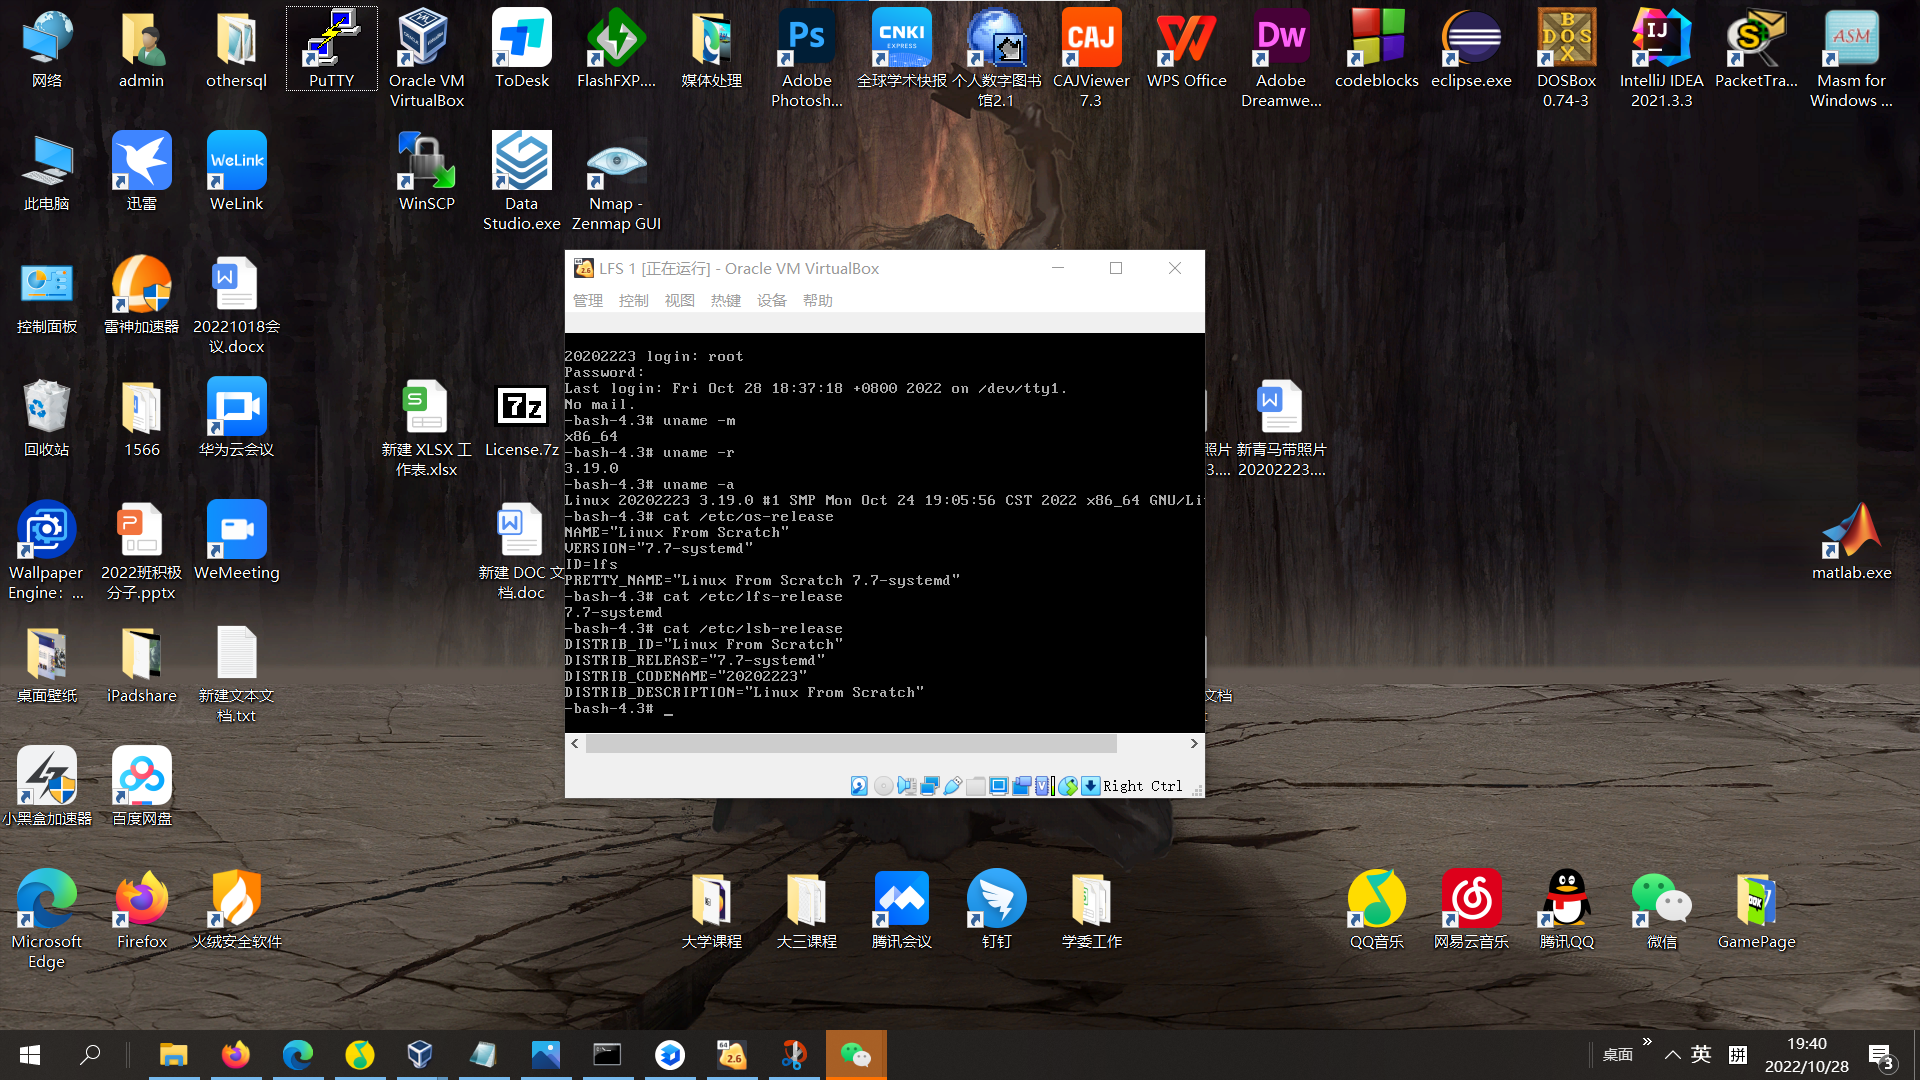 网络
admin
othersql
PuTTY
Oracle VM
VirtualBox
ToDesk
FlashFXP....
媒体处理
Ps
Adobe
Photosh...
CNKI
EXPRESS
全球学术快报
个人数字图书
馆2.1
CAJ
CAJViewer
7.3
WPS Office
Dw
Adobe
Dreamwe...
codeblocks
eclipse.exe
DOSBox
0.74-3
IJ
IntelliJ IDEA
2021.3.3
PacketTra...
ASM
Masm for
Windows ...
此电脑
迅雷
WeLink
WeLink
WinSCP
Data
Studio.exe
Nmap -
Zenmap GUI
控制面板
雷神加速器
20221018会
议.docx
回收站
1566
华为云会议
新建 XLSX 工
作表.xlsx
7z
License.7z
照片
3....
新青马带照片
20202223....
Wallpaper
Engine: ...
2022班积极
分子.pptx
WeMeeting
新建 DOC 文
档.doc
matlab.exe
桌面壁纸
iPadshare
新建文本文
档.txt
文档
小黑盒加速器
百度网盘
Microsoft
Edge
Firefox
火绒安全软件
大学课程
大三课程
腾讯会议
钉钉
学委工作
QQ音乐
网易云音乐
腾讯QQ
微信
GamePage
LFS 1 [正在运行] - Oracle VM VirtualBox
管理 控制 视图 热键 设备 帮助
20202223 login: root
Password:
Last login: Fri Oct 28 18:37:18 +0800 2022 on /dev/tty1.
No mail.
-bash-4.3# uname -m
x86_64
-bash-4.3# uname -r
3.19.0
-bash-4.3# uname -a
Linux 20202223 3.19.0 #1 SMP Mon Oct 24 19:05:56 CST 2022 x86_64 GNU/Li
-bash-4.3# cat /etc/os-release
NAME="Linux From Scratch"
VERSION="7.7-systemd"
ID=lfs
PRETTY_NAME="Linux From Scratch 7.7-systemd"
-bash-4.3# cat /etc/lfs-release
7.7-systemd
-bash-4.3# cat /etc/lsb-release
DISTRIB_ID="Linux From Scratch"
DISTRIB_RELEASE="7.7-systemd"
DISTRIB_CODENAME="20202223"
DISTRIB_DESCRIPTION="Linux From Scratch"
-bash-4.3# _
Right Ctrl
64
2.6
桌面
英
拼
19:40
2022/10/28
3